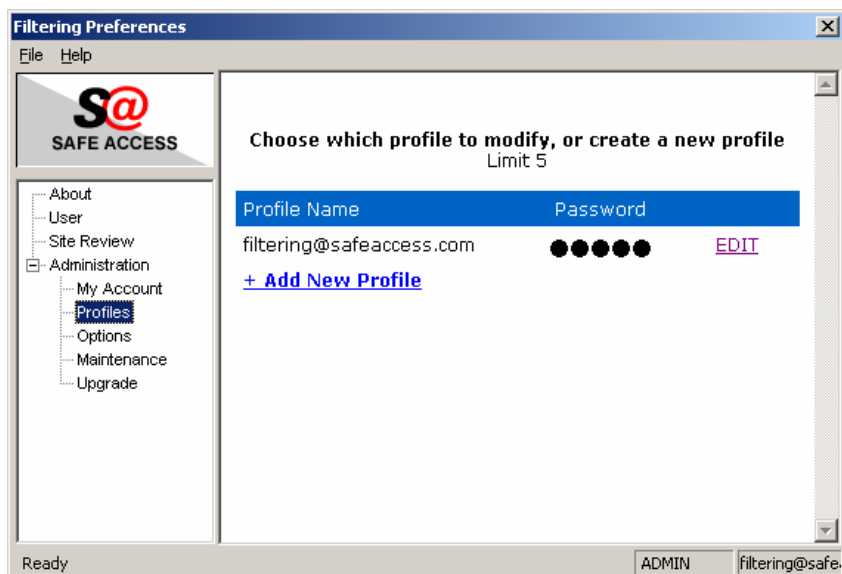 Filtering Preferences
File Help
S@
SAFE ACCESS
About
User
Site Review
Administration
My Account
Profiles
Options
Maintenance
Upgrade
Choose which profile to modify, or create a new profile
Limit 5
Profile Name Password
filtering@safeaccess.com ●●●●● EDIT
+ Add New Profile
Ready ADMIN filtering@safe